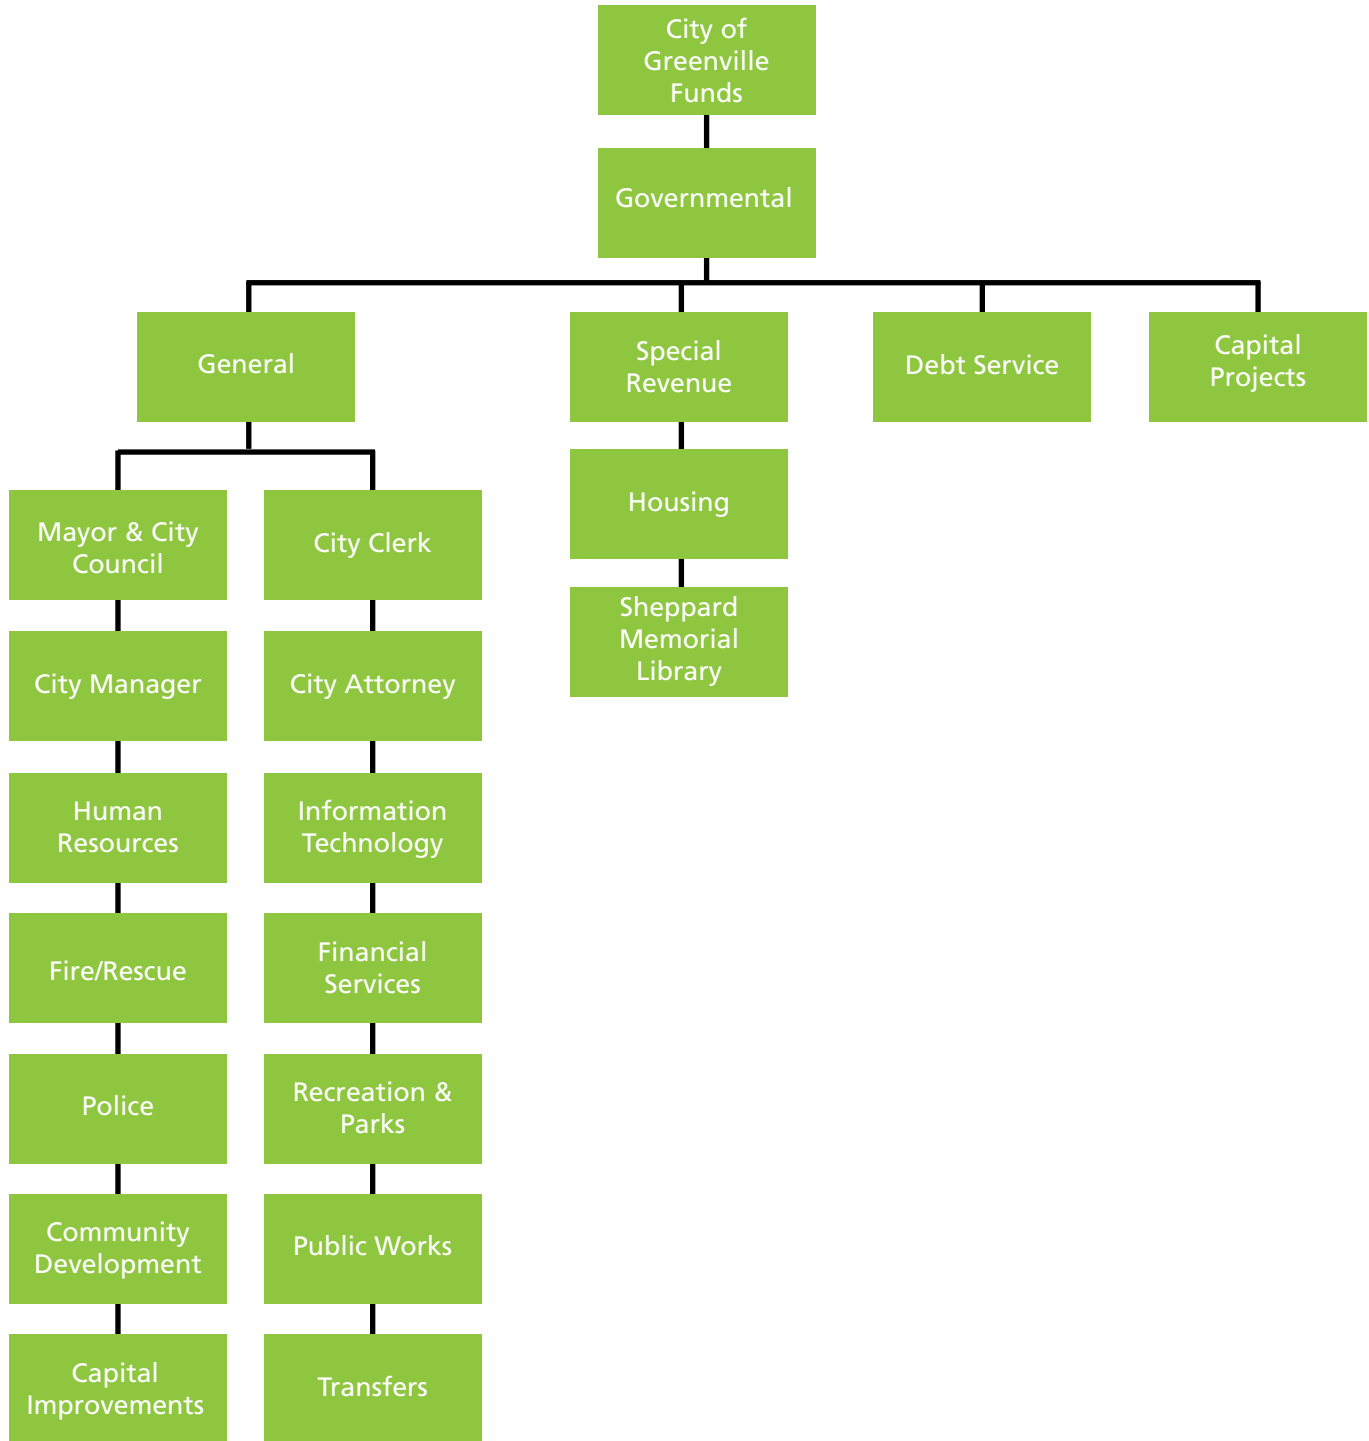 City of
Greenville
Funds
Governmental
General
Special
Revenue
Debt Service
Capital
Projects
Mayor & City
Council
City Clerk
Housing
Sheppard
Memorial
Library
City Manager
City Attorney
Human
Resources
Information
Technology
Fire/Rescue
Financial
Services
Police
Recreation &
Parks
Community
Development
Public Works
Capital
Improvements
Transfers